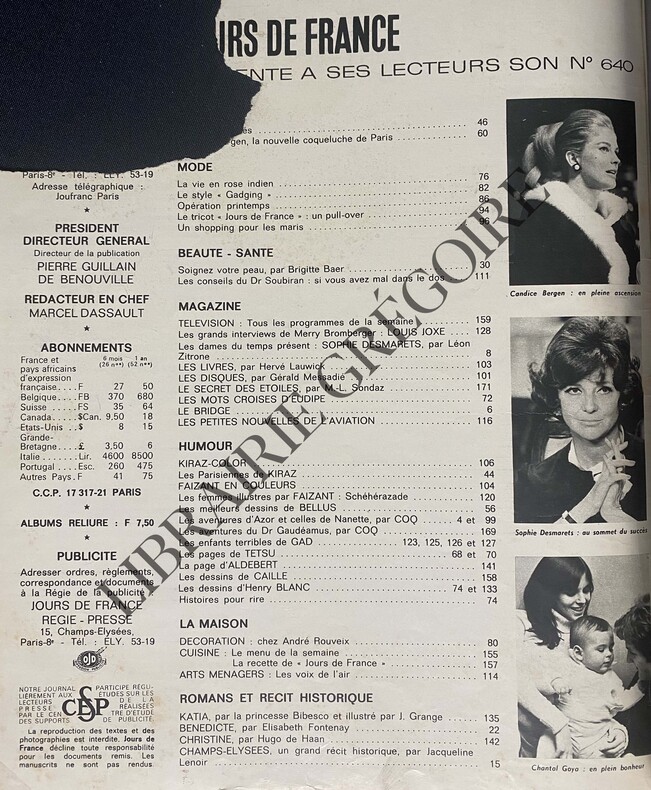 URS DE FRANCE
ENTE A SES LECTEURS SON Nº 640
Paris-8e - Tél. : ELY. 53-19
Adresse télégraphique :
Joufranc Paris
★
PRESIDENT
DIRECTEUR GENERAL
Directeur de la publication
PIERRE GUILLAIN
DE BENOUVILLE
REDACTEUR EN CHEF
MARCEL DASSAULT
★
ABONNEMENTS
France et 6 mois 1 an
pays africains (26 nos) (52 nos)
d'expression
française.... F 27 50
Belgique.... FB 370 680
Suisse .... FS 35 64
Canada.... $Can. 9,50 18
Etats-Unis . $ 8 15
Grande-
Bretagne.... £ 3,50 6
Italie...... Lir. 4600 8500
Portugal .... Esc. 260 475
Autres Pays. F 41 75
C.C.P. 17 317-21 PARIS
★
ALBUMS RELIURE : F 7,50
★
PUBLICITE
Adresser ordres, règlements,
correspondance et documents
à la Régie de la publicité :
JOURS DE FRANCE
REGIE - PRESSE
15, Champs-Elysées,
Paris-8e - Tél. : ELY. 53-19
OJD
NOTRE JOURNAL
LIEREMENT AUX
LECTEURS
PRESSE
PAR LE CEN
DES SUPPORTS
CESP
PARTICIPE REGU-
ETUDES SUR LES
DE LA
REALISEES
TRE D'ETUDE
DE PUBLICITE.
La reproduction des textes et des
photographies est interdite. Jours de
France décline toute responsabilité
pour les documents remis. Les
manuscrits ne sont pas rendus
46
gen, la nouvelle coqueluche de Paris .... 60
MODE
La vie en rose indien .... 76
Le style « Gadging » .... 82
Opération printemps .... 86
Le tricot « Jours de France » : un pull-over .... 94
Un shopping pour les maris .... 96
BEAUTE - SANTE
Soignez votre peau, par Brigitte Baer .... 30
Les conseils du Dr Soubiran : si vous avez mal dans le dos .... 111
MAGAZINE
TELEVISION : Tous les programmes de la semaine .... 159
Les grandes interviews de Merry Bromberger : LOUIS JOXE .... 128
Les dames du temps présent : SOPHIE DESMARETS, par Léon
Zitrone .... 8
LES LIVRES, par Hervé Lauwick .... 103
LES DISQUES, par Gérald Messadié .... 101
LE SECRET DES ETOILES, par M.-L. Sondaz .... 171
LES MOTS CROISES D'ŒUDIPE .... 72
LE BRIDGE .... 6
LES PETITES NOUVELLES DE L'AVIATION .... 116
HUMOUR
KIRAZ-COLOR .... 106
Les Parisiennes de KIRAZ .... 44
FAIZANT EN COULEURS .... 104
Les femmes illustres par FAIZANT : Schéhérazade .... 120
Les meilleurs dessins de BELLUS .... 56
Les aventures d'Azor et celles de Nanette, par COQ .... 4 et 99
Les aventures du Dr Gaudéamus, par COQ .... 169
Les enfants terribles de GAD .... 123, 125, 126 et 127
Les pages de TETSU .... 68 et 70
La page d'ALDEBERT .... 141
Les dessins de CAILLE .... 158
Les dessins d'Henry BLANC .... 74 et 133
Histoires pour rire .... 74
LA MAISON
DECORATION : chez André Rouveix .... 80
CUISINE : Le menu de la semaine .... 155
La recette de « Jours de France » .... 157
ARTS MENAGERS : Les voix de l'air .... 114
ROMANS ET RECIT HISTORIQUE
KATIA, par la princesse Bibesco et illustré par J. Grange .... 135
BENEDICTE, par Elisabeth Fontenay .... 22
CHRISTINE, par Hugo de Haan .... 142
CHAMPS-ELYSEES, un grand récit historique, par Jacqueline
Lenoir .... 15
Candice Bergen : en pleine ascension
Sophie Desmarets : au sommet du succès
Chantal Goya : en plein bonheur
LIBRAIRIE GRÉGOIRE